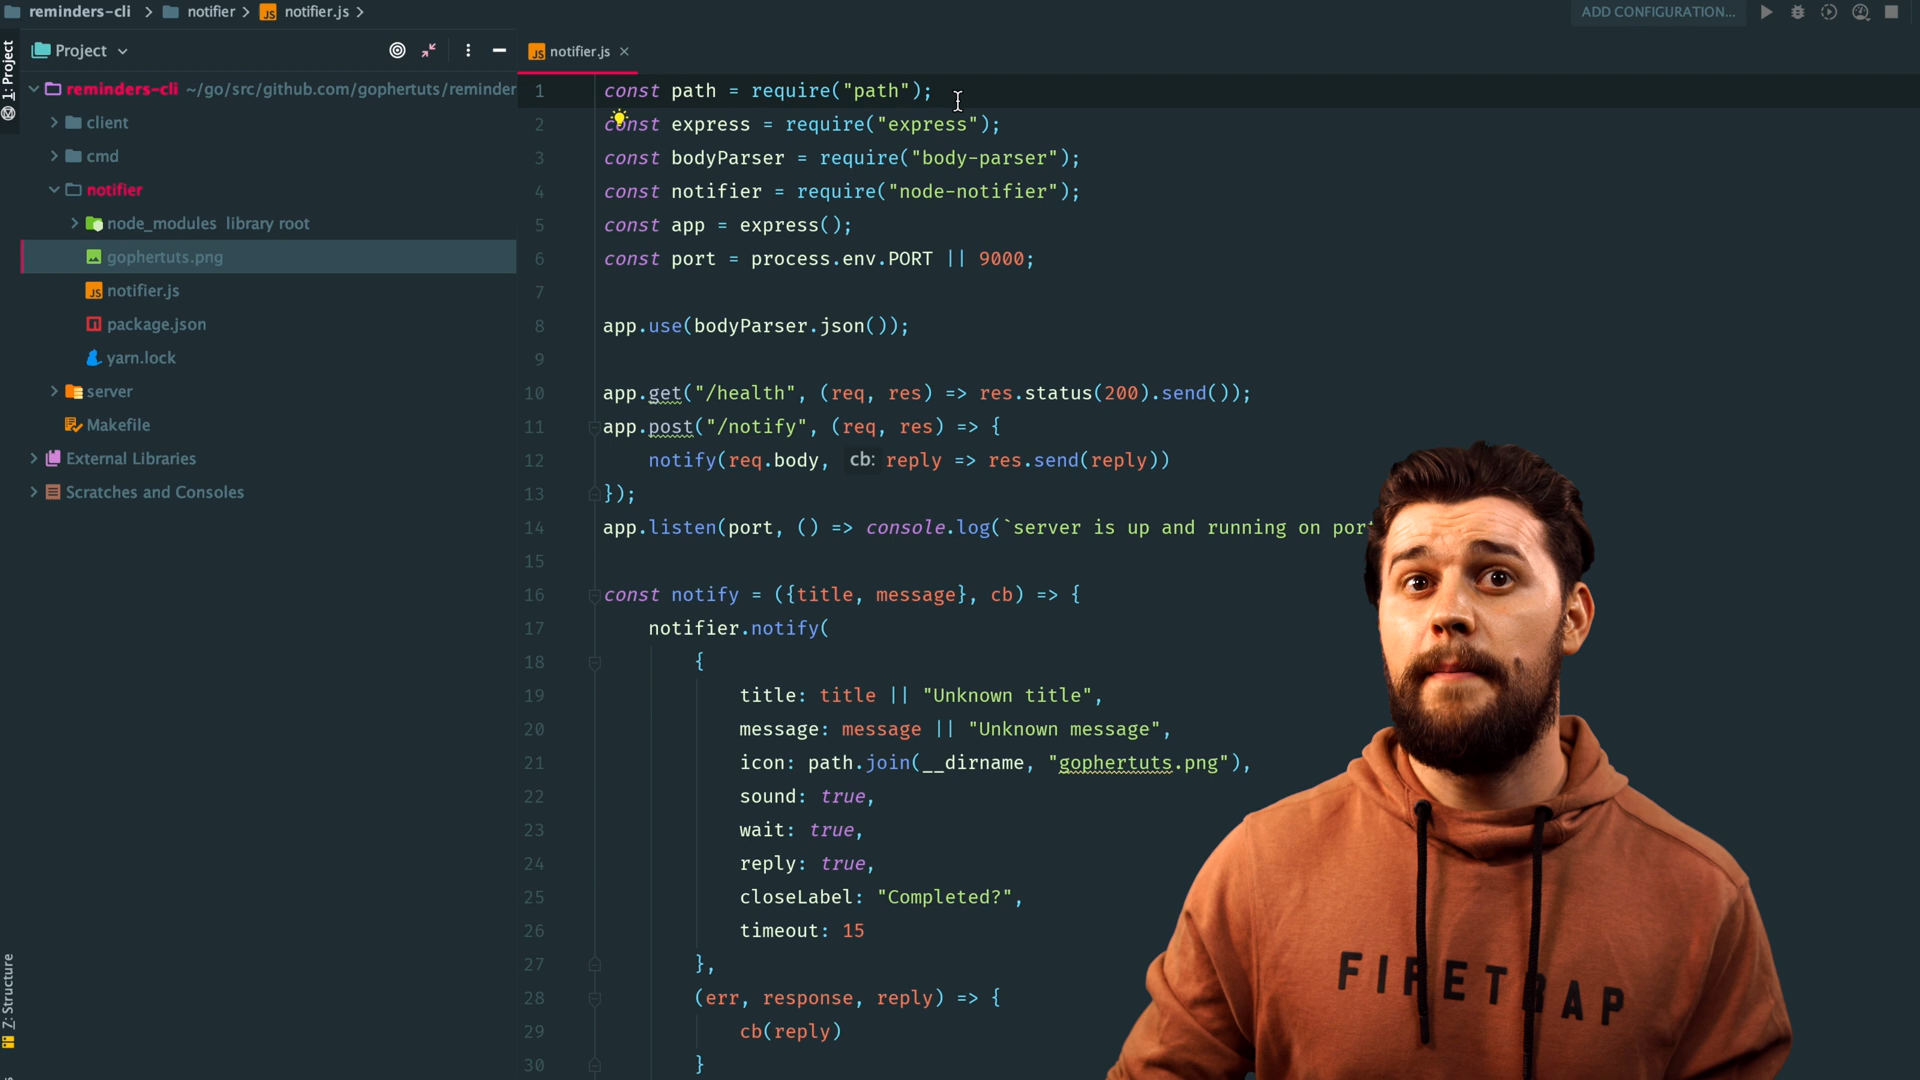 reminders-cli > notifier > JS notifier.js >
ADD CONFIGURATION...
1: Project
Project
reminders-cli ~/go/src/github.com/gophertuts/reminder
client
cmd
notifier
node_modules library root
gophertuts.png
JS notifier.js
package.json
yarn.lock
server
Makefile
External Libraries
Scratches and Consoles
Z: Structure
JS notifier.js ×
1 const path = require("path");
2 const express = require("express");
3 const bodyParser = require("body-parser");
4 const notifier = require("node-notifier");
5 const app = express();
6 const port = process.env.PORT || 9000;
7
8 app.use(bodyParser.json());
9
10 app.get("/health", (req, res) => res.status(200).send());
11 app.post("/notify", (req, res) => {
12 notify(req.body, cb: reply => res.send(reply))
13 });
14 app.listen(port, () => console.log(`server is up and running on por
15
16 const notify = ({title, message}, cb) => {
17 notifier.notify(
18 {
19 title: title || "Unknown title",
20 message: message || "Unknown message",
21 icon: path.join(__dirname, "gophertuts.png"),
22 sound: true,
23 wait: true,
24 reply: true,
25 closeLabel: "Completed?",
26 timeout: 15
27 },
28 (err, response, reply) => {
29 cb(reply)
30 }
FIRETRAP